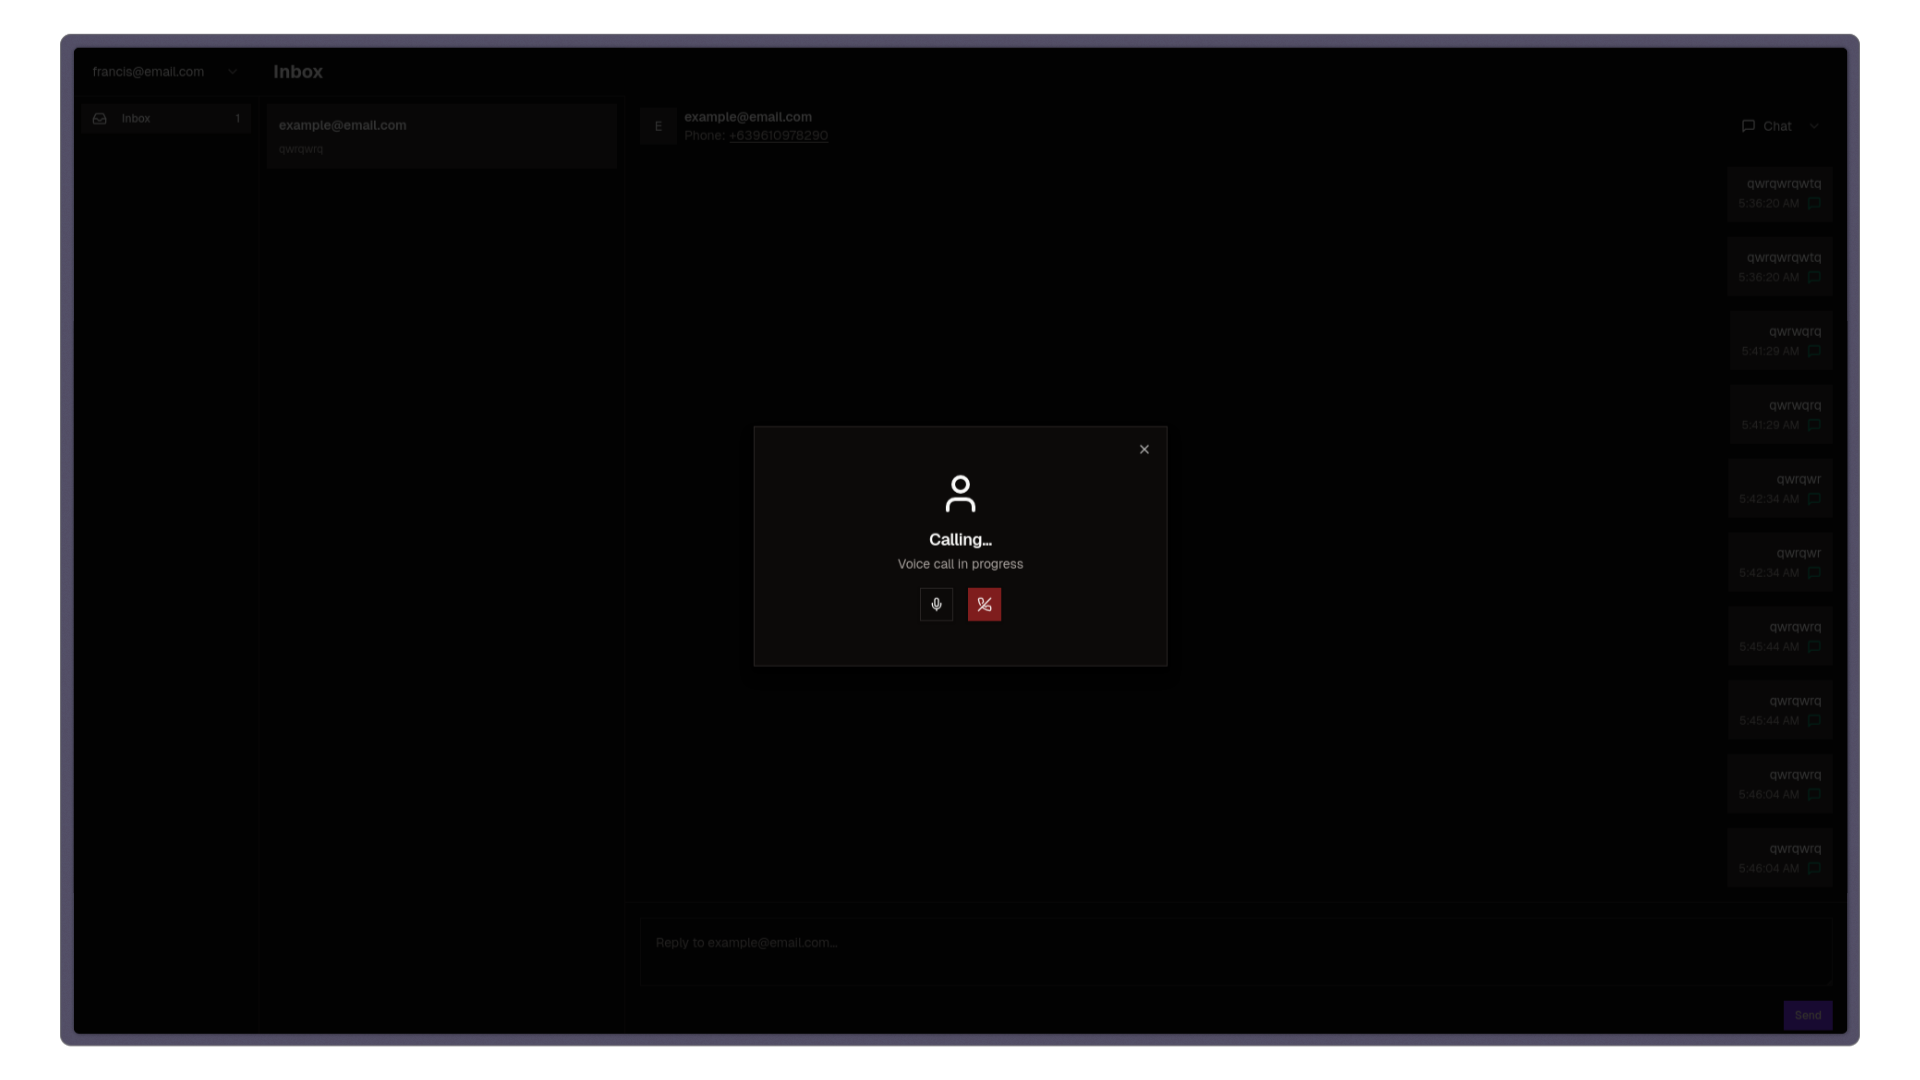 francis@email.com
Inbox
Inbox 1
example@email.com
qwrqwrq
E
example@email.com
Phone: +639610978290
Chat
qwrqwrqwtq
5:36:20 AM
qwrqwrqwtq
5:36:20 AM
qwrwqrq
5:41:29 AM
qwrwqrq
5:41:29 AM
qwrqwr
5:42:34 AM
qwrqwr
5:42:34 AM
qwrqwrq
5:45:44 AM
qwrqwrq
5:45:44 AM
qwrqwrq
5:46:04 AM
qwrqwrq
5:46:04 AM
Calling...
Voice call in progress
Reply to example@email.com...
Send